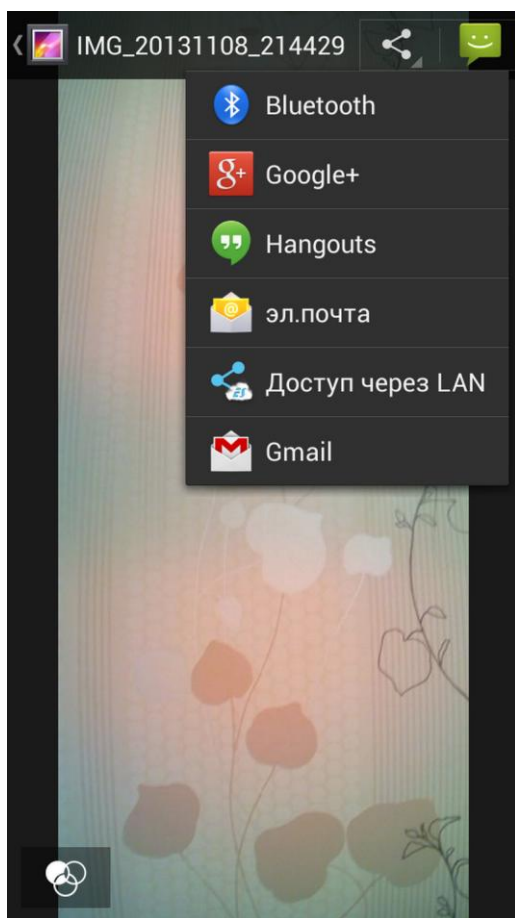 IMG_20131108_214429
Bluetooth
Google+
Hangouts
эл.почта
Доступ через LAN
Gmail